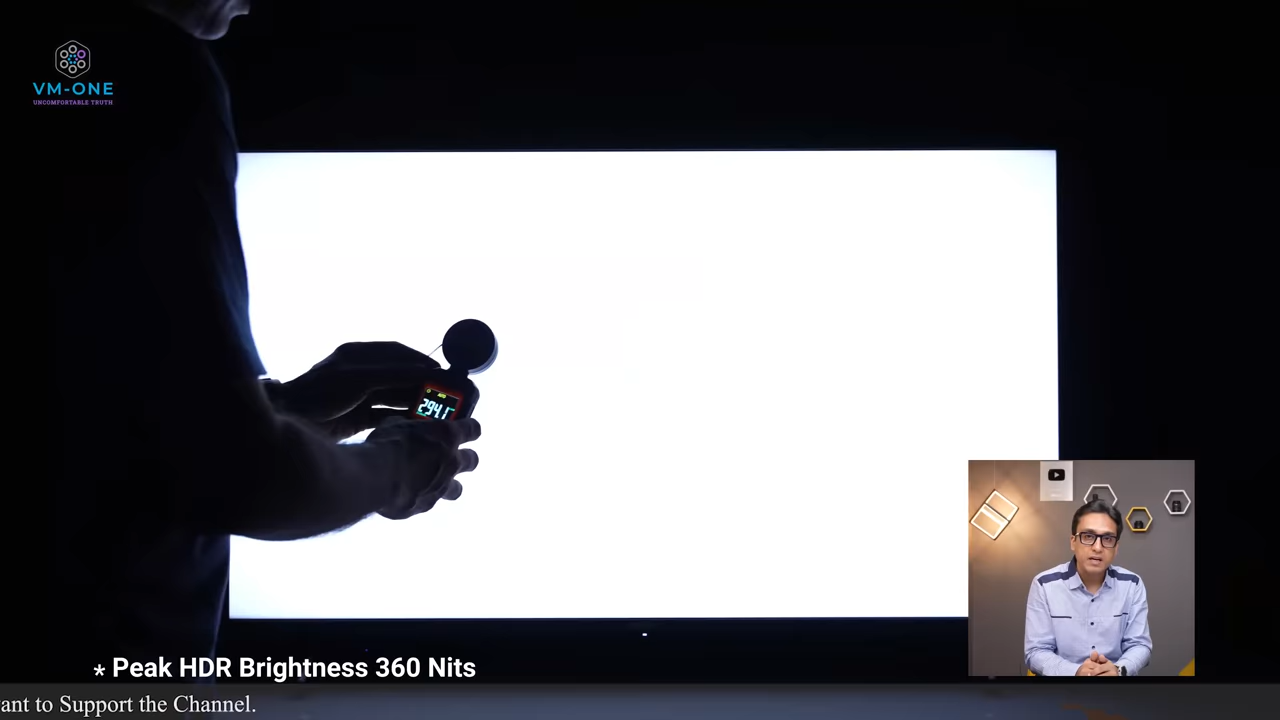 VM-ONE
UNCOMFORTABLE TRUTH
294.1
* Peak HDR Brightness 360 Nits
ant to Support the Channel.